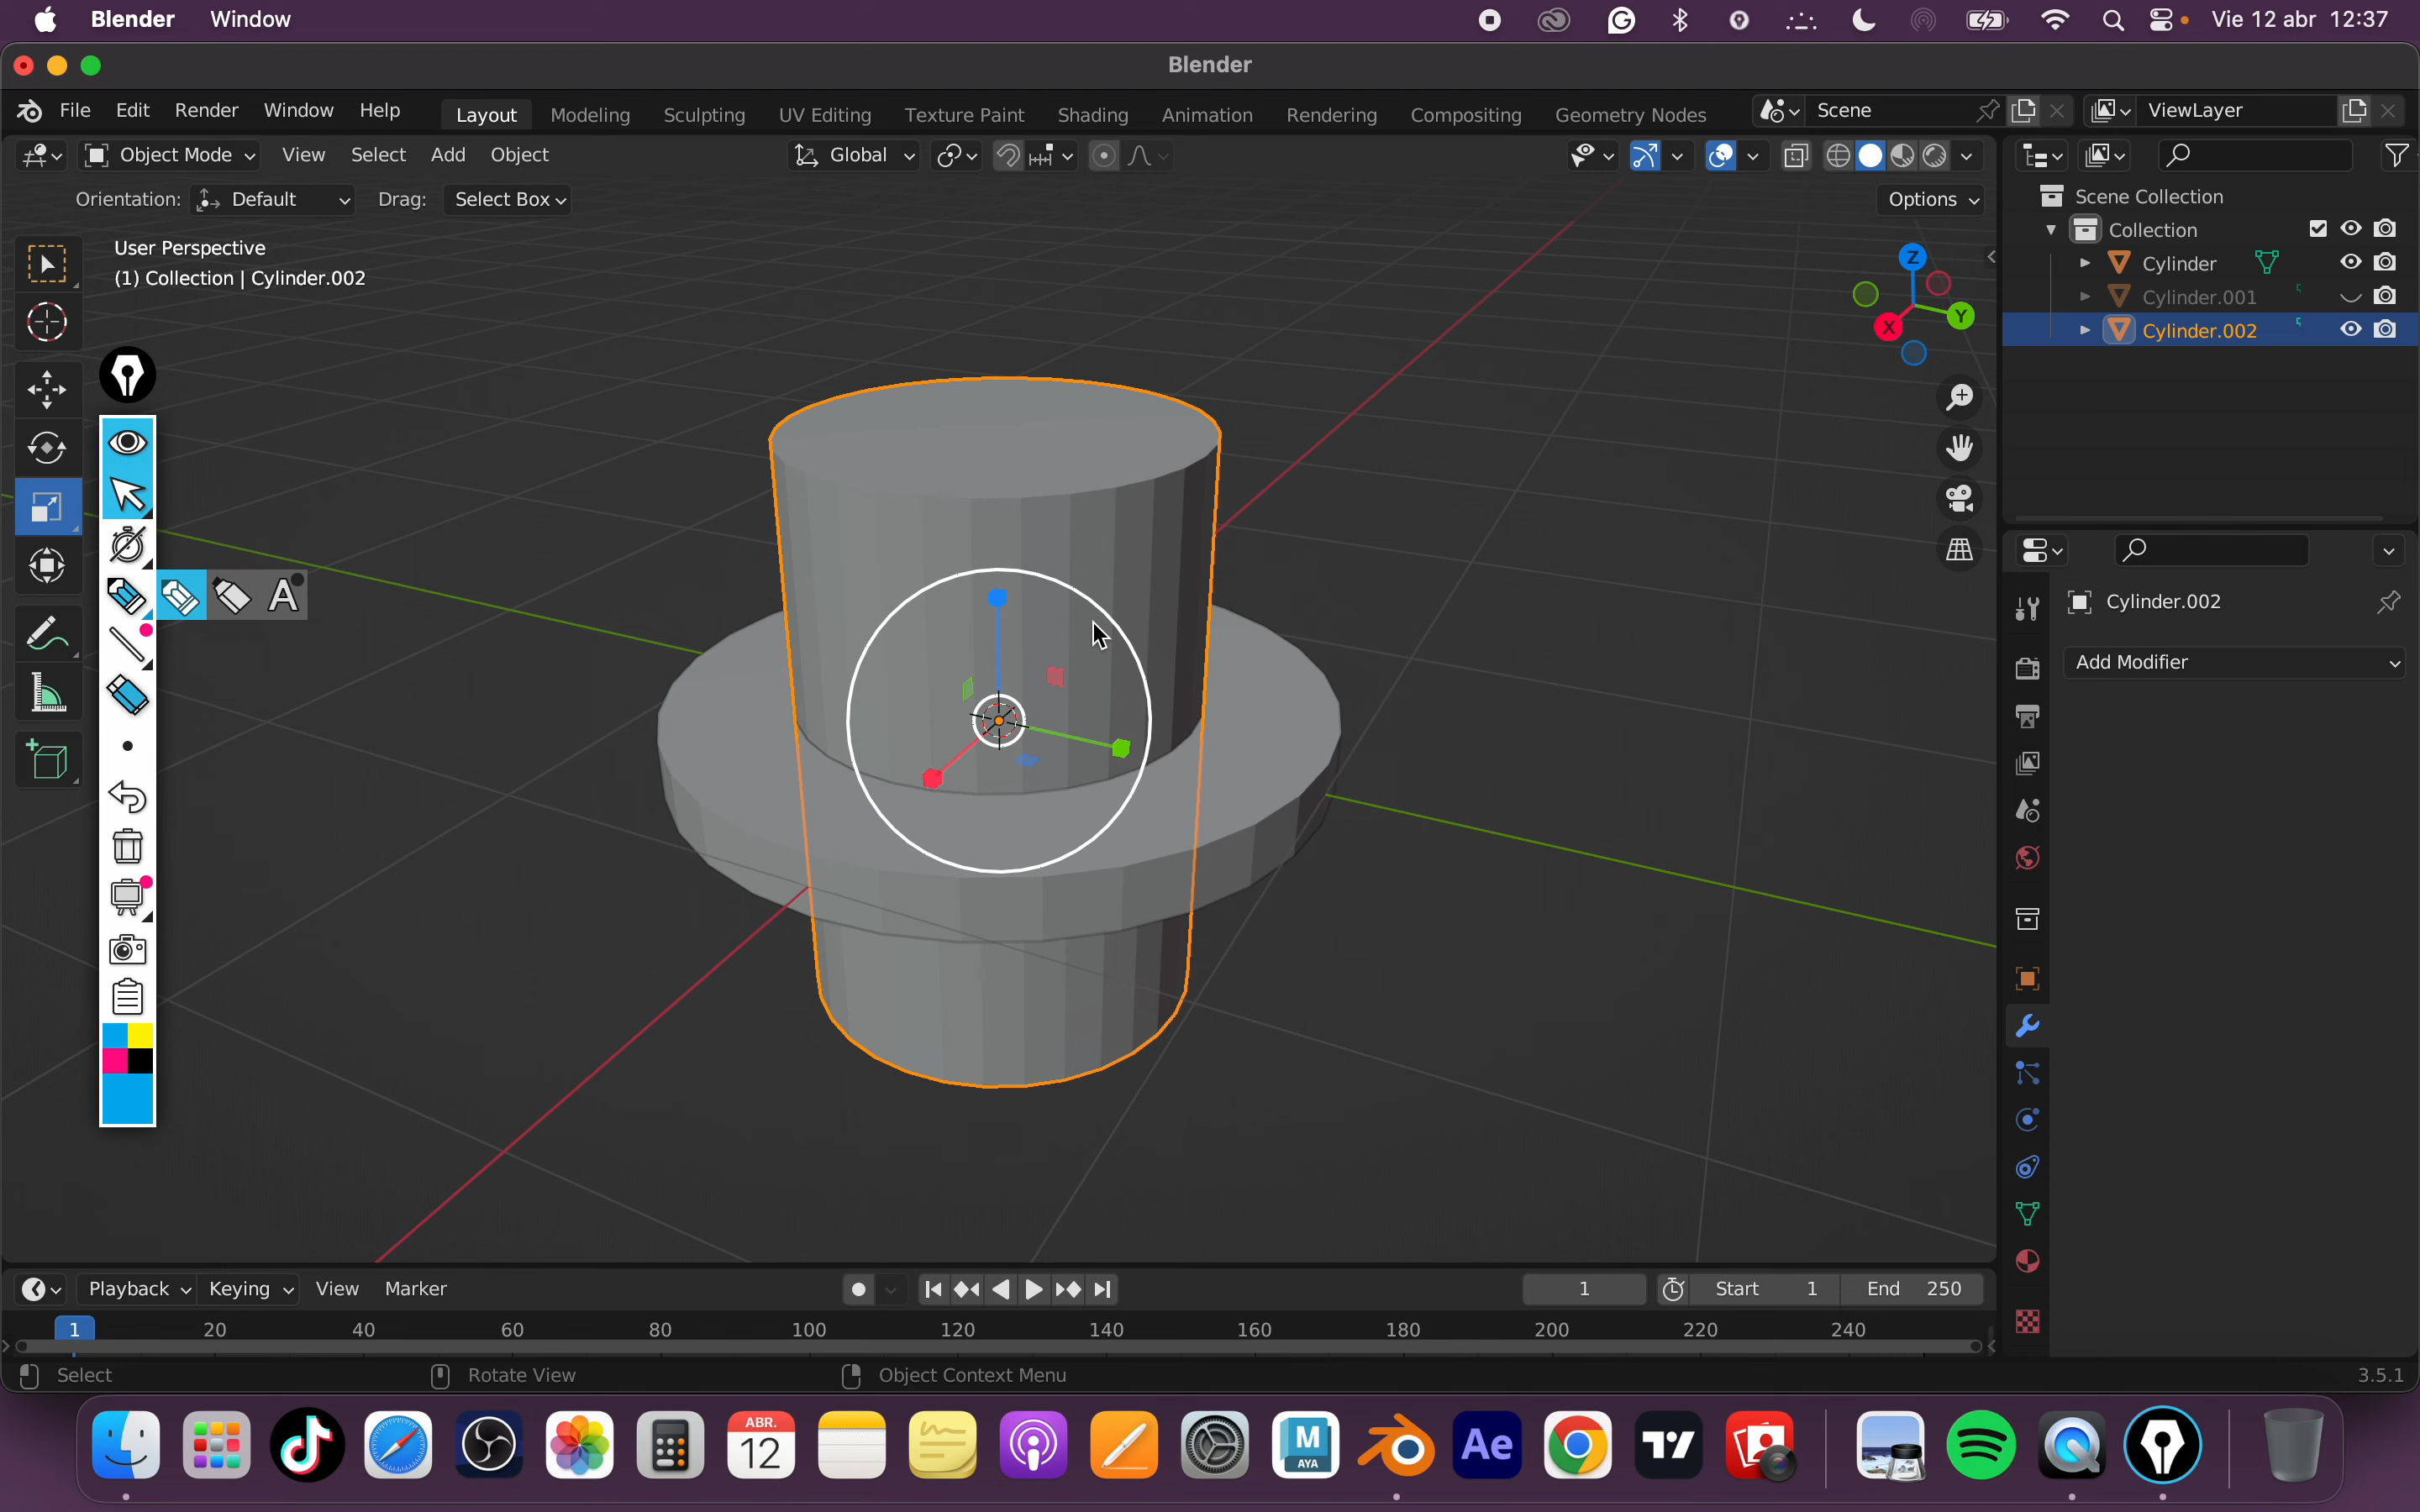 Blender Window Vie 12 abr 12:37
Blender
File Edit Render Window Help Layout Modeling Sculpting UV Editing Texture Paint Shading Animation Rendering Compositing Geometry Nodes Scene ViewLayer
Object Mode View Select Add Object Global
Orientation: Default Drag: Select Box Options
Scene Collection
User Perspective
(1) Collection | Cylinder.002
Collection
Cylinder
Cylinder.001
Cylinder.002
Z
Y
X
A
Cylinder.002
Add Modifier
Playback Keying View Marker 1 Start 1 End 250
1 20 40 60 80 100 120 140 160 180 200 220 240
Select Rotate View Object Context Menu 3.5.1
ABR.
12
M
AYA
Ae